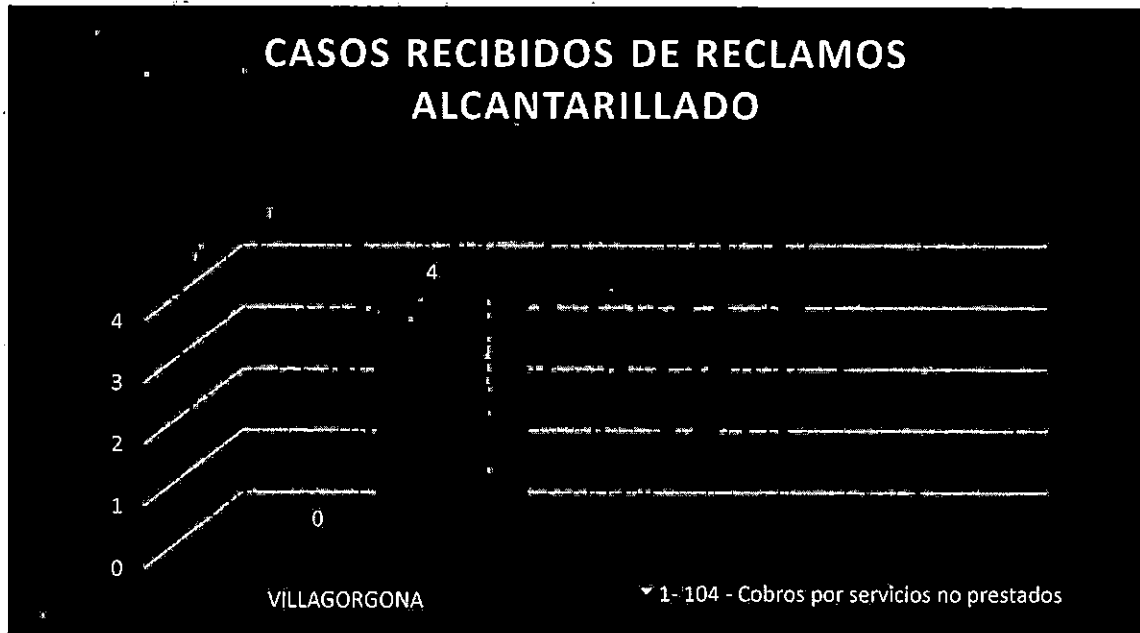 CASOS RECIBIDOS DE RECLAMOS
ALCANTARILLADO
4
4
3
2
1
0
0
VILLAGORGONA
1- 104 - Cobros por servicios no prestados